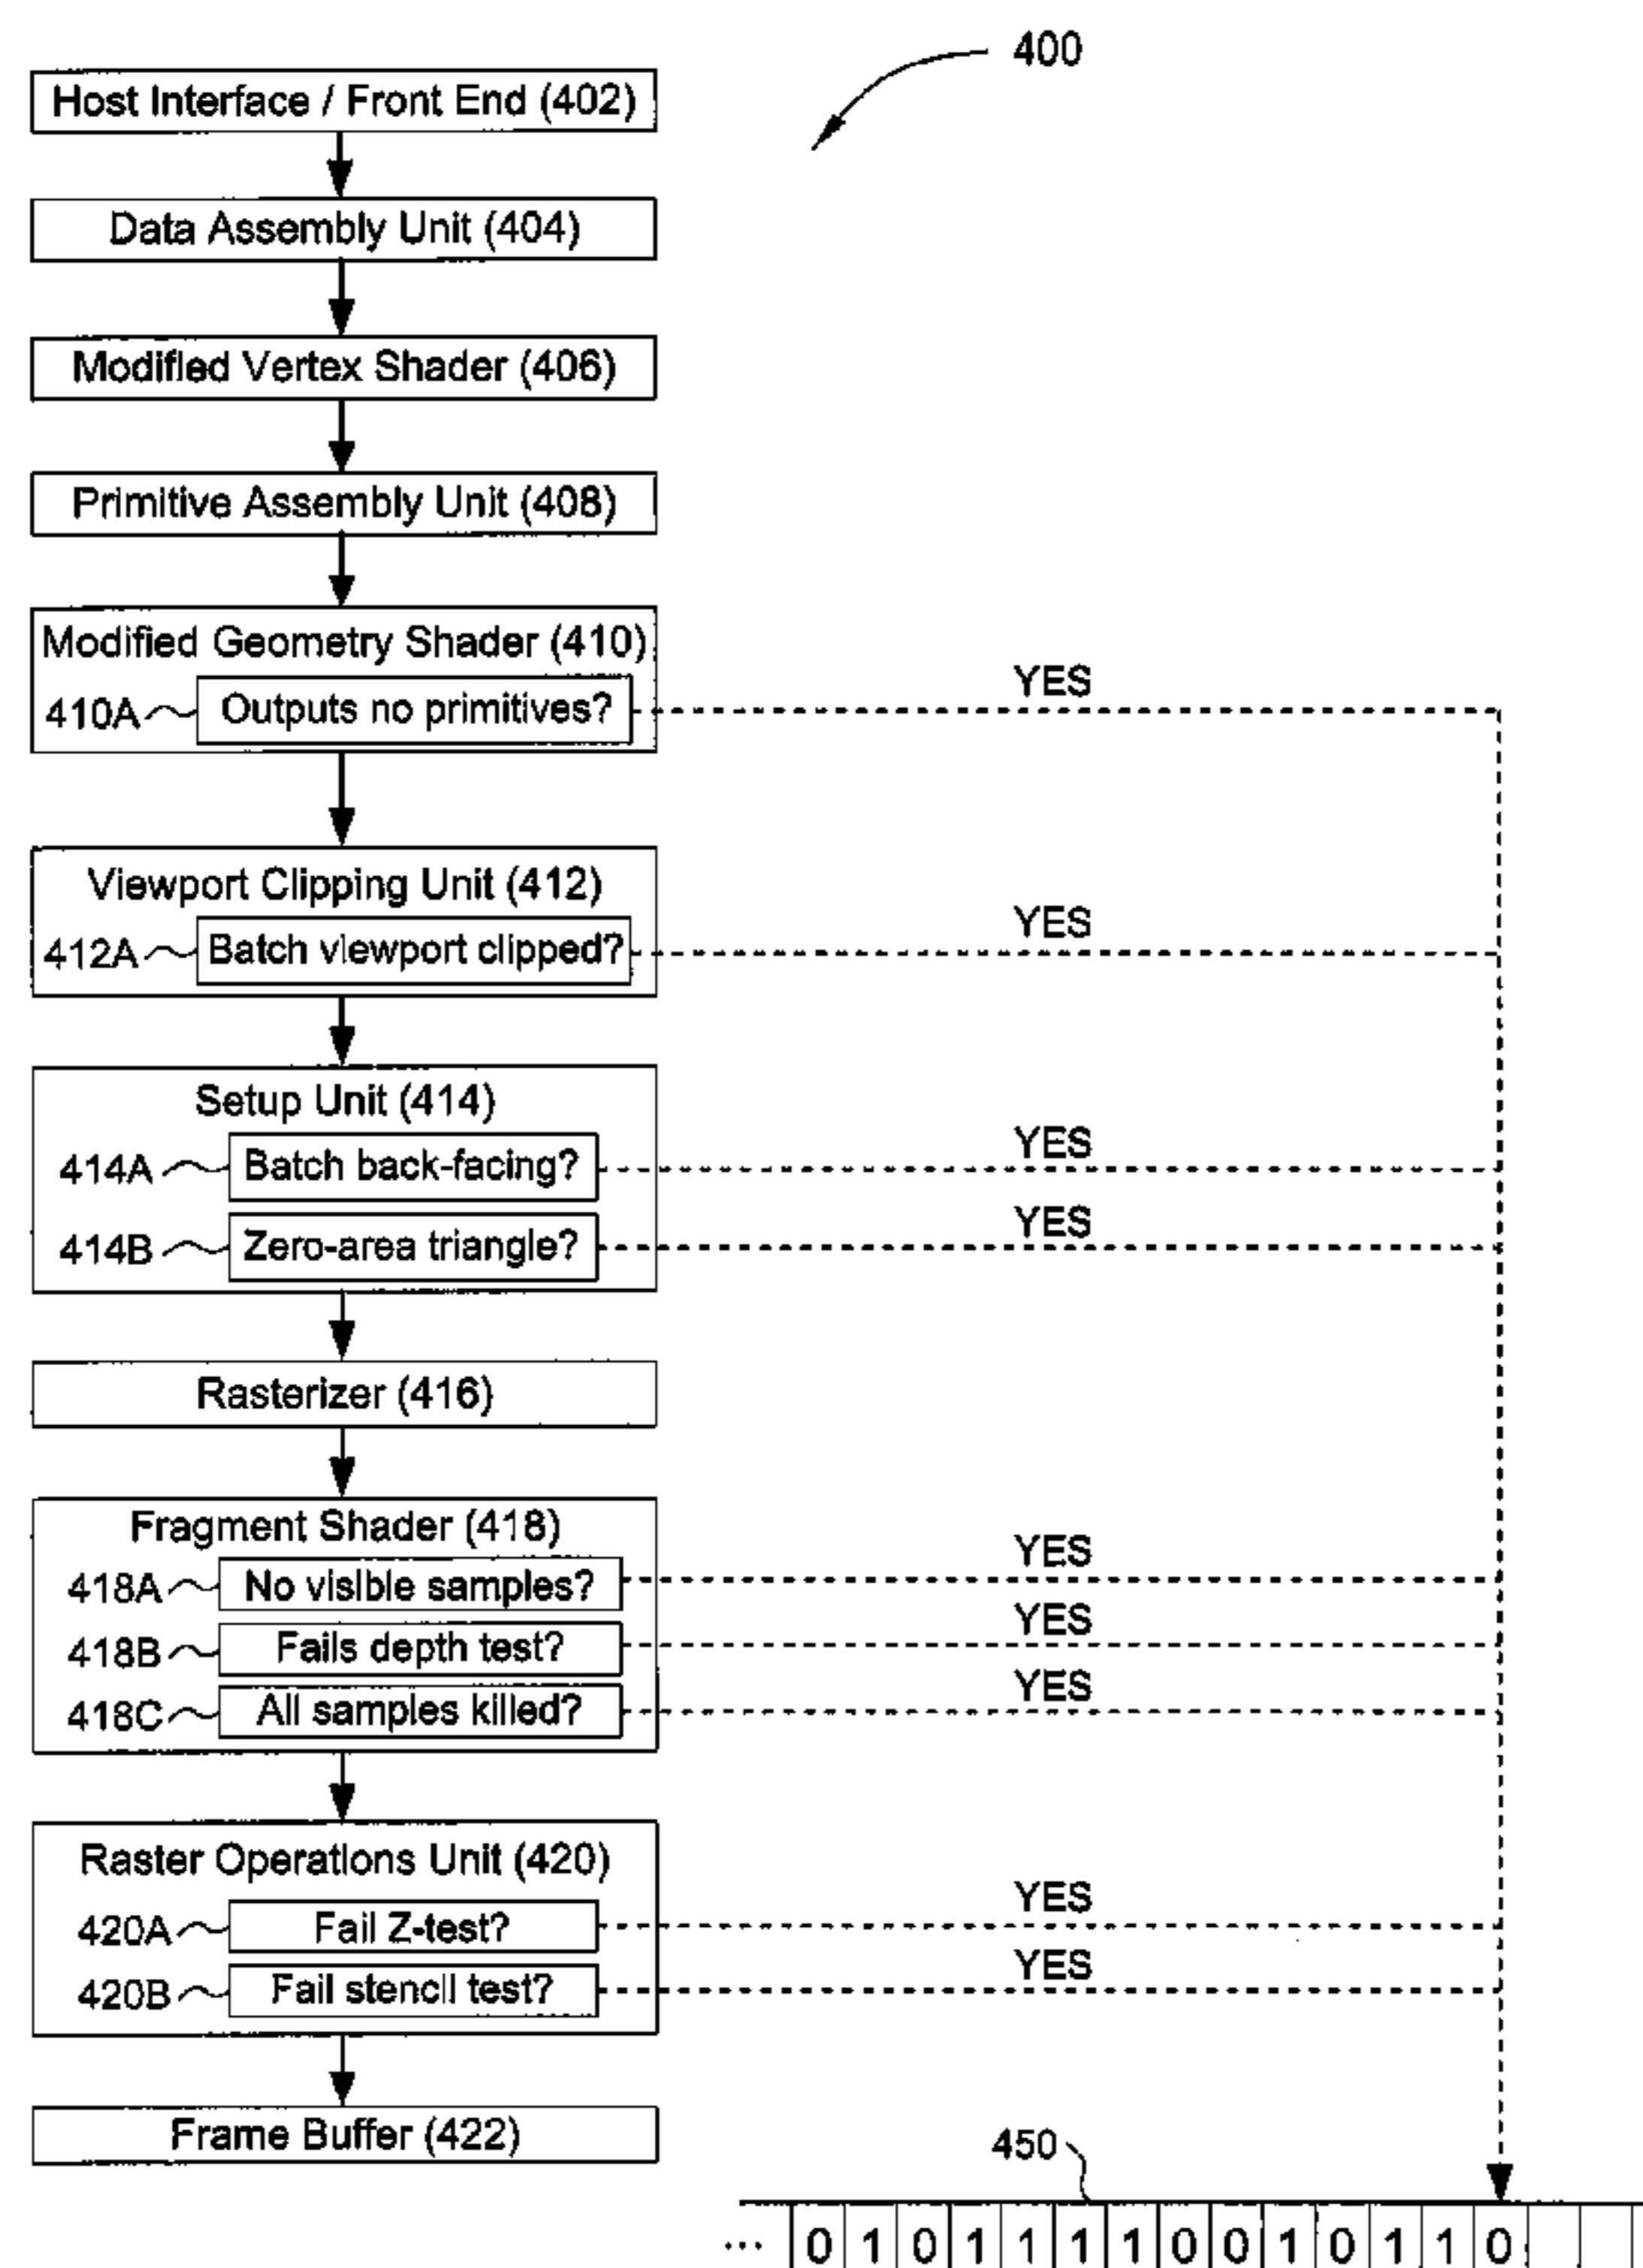 400
Host Interface / Front End (402)
Data Assembly Unit (404)
Modified Vertex Shader (406)
Primitive Assembly Unit (408)
Modified Geometry Shader (410)
410A Outputs no primitives? YES
Viewport Clipping Unit (412)
412A Batch viewport clipped? YES
Setup Unit (414)
414A Batch back-facing? YES
414B Zero-area triangle? YES
Rasterizer (416)
Fragment Shader (418)
418A No visible samples? YES
418B Fails depth test? YES
418C All samples killed? YES
Raster Operations Unit (420)
420A Fail Z-test? YES
420B Fail stencil test? YES
Frame Buffer (422)
450
... 0 1 0 1 1 1 1 0 0 1 0 1 1 0